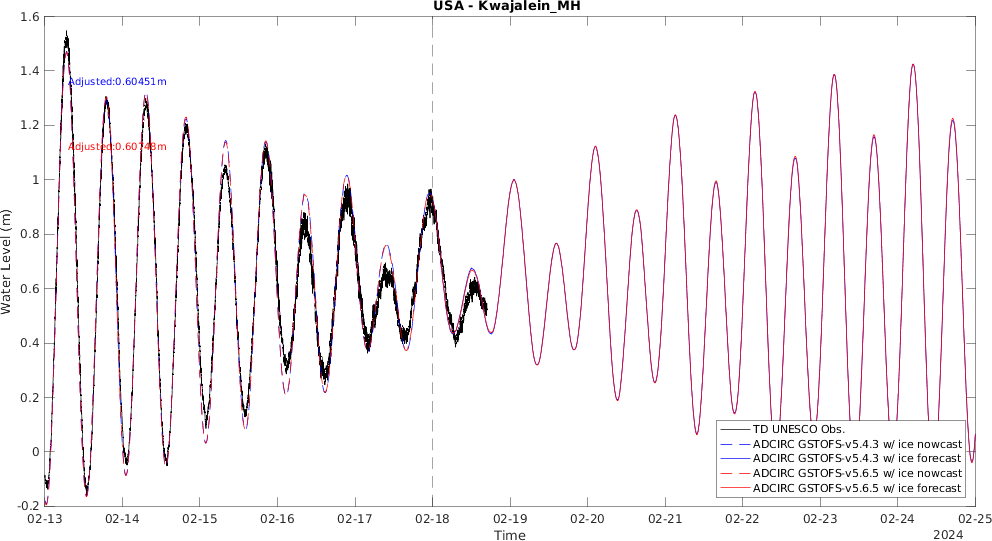 USA - Kwajalein_MH
1.6
1.4
1.2
1
0.8
0.6
0.4
0.2
0
-0.2
Water Level (m)
Adjusted:0.60451m
Adjusted:0.60748m
TD UNESCO Obs.
ADCIRC GSTOFS-v5.4.3 w/ ice nowcast
ADCIRC GSTOFS-v5.4.3 w/ ice forecast
ADCIRC GSTOFS-v5.6.5 w/ ice nowcast
ADCIRC GSTOFS-v5.6.5 w/ ice forecast
02-13 02-14 02-15 02-16 02-17 02-18 02-19 02-20 02-21 02-22 02-23 02-24 02-25
Time
2024